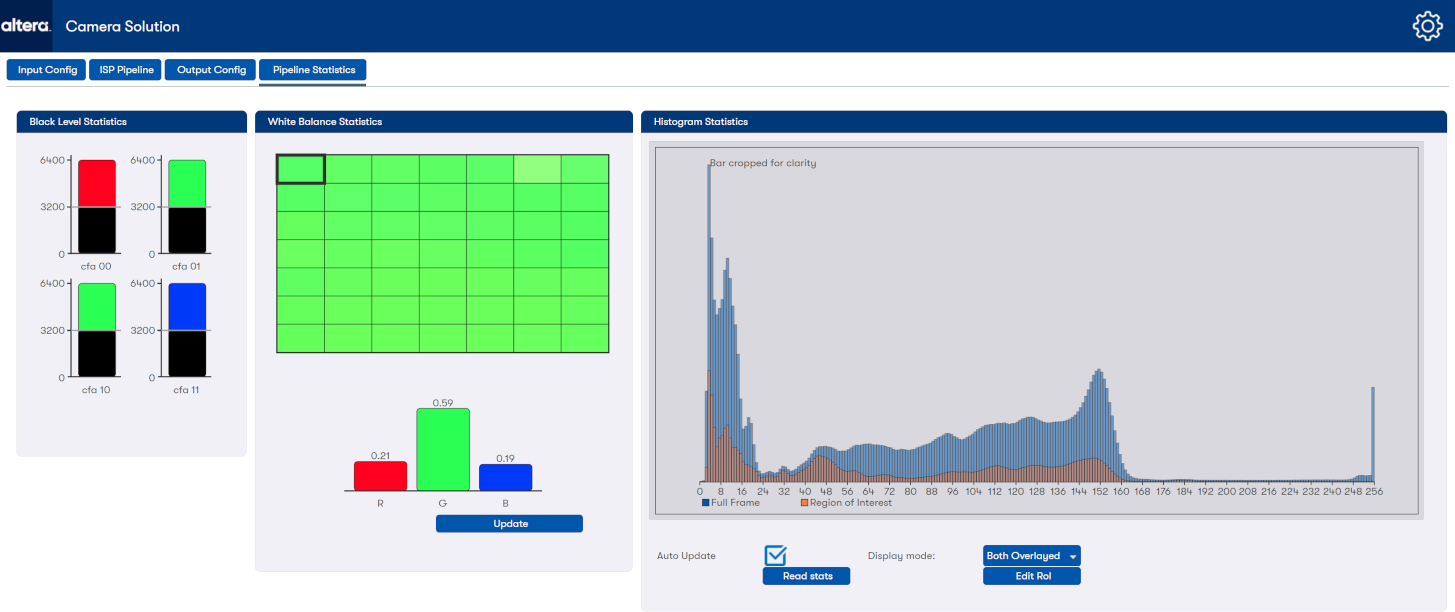 altera.
Camera Solution
Input Config
ISP Pipeline
Output Config
Pipeline Statistics
Black Level Statistics
6400
3200
0
cfa 00
6400
3200
0
cfa 01
6400
3200
0
cfa 10
6400
3200
0
cfa 11
White Balance Statistics
0.21
0.59
0.19
R G B
Update
Histogram Statistics
Bar cropped for clarity
0 8 16 24 32 40 48 56 64 72 80 88 96 104 112 120 128 136 144 152 160 168 176 184 192 200 208 216 224 232 240 248 256
Full Frame
Region of Interest
Auto Update
Read stats
Display mode:
Both Overlayed
Edit RoI